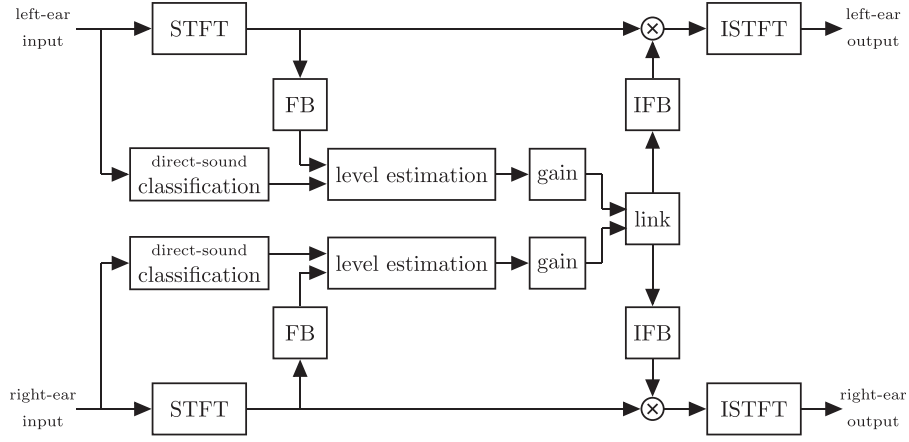 left-ear
input
STFT
ISTFT
left-ear
output
FB
IFB
direct-sound
classification
level estimation
gain
link
direct-sound
classification
level estimation
gain
FB
IFB
right-ear
input
STFT
ISTFT
right-ear
output